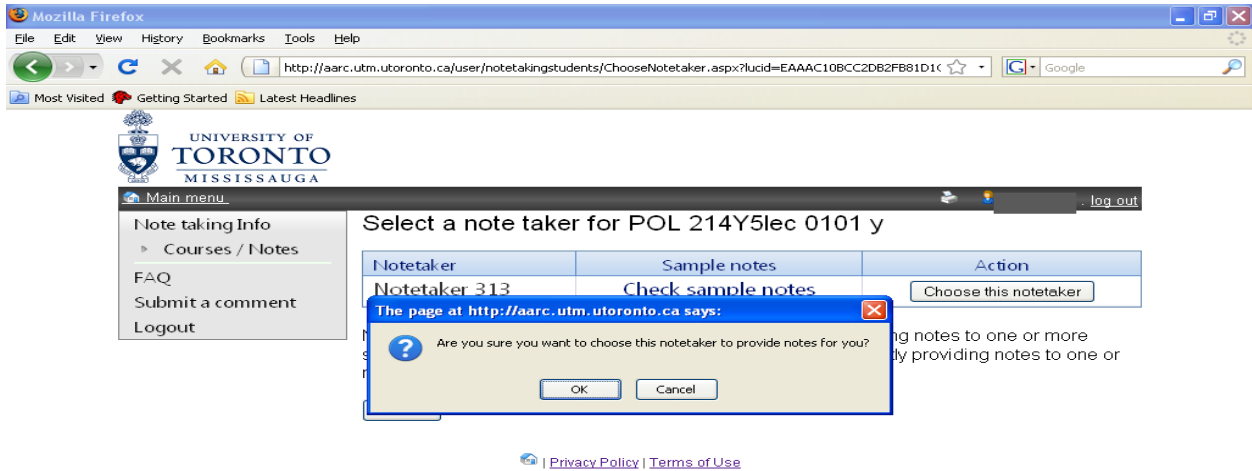 Mozilla Firefox
File Edit View History Bookmarks Tools Help
http://aarc.utm.utoronto.ca/user/notetakingstudents/ChooseNotetaker.aspx?lucid=EAAAC10BCC2DB2FB81D1 Google
Most Visited Getting Started Latest Headlines
UNIVERSITY OF
TORONTO
MISSISSAUGA
Main menu . log out
Note taking Info
Courses / Notes
FAQ
Submit a comment
Logout
Select a note taker for POL 214Y5lec 0101 y
Notetaker Sample notes Action
Notetaker 313 Check sample notes Choose this notetaker
The page at http://aarc.utm.utoronto.ca says:
Are you sure you want to choose this notetaker to provide notes for you?
OK Cancel
notes to one or more
providing notes to one or
Privacy Policy | Terms of Use